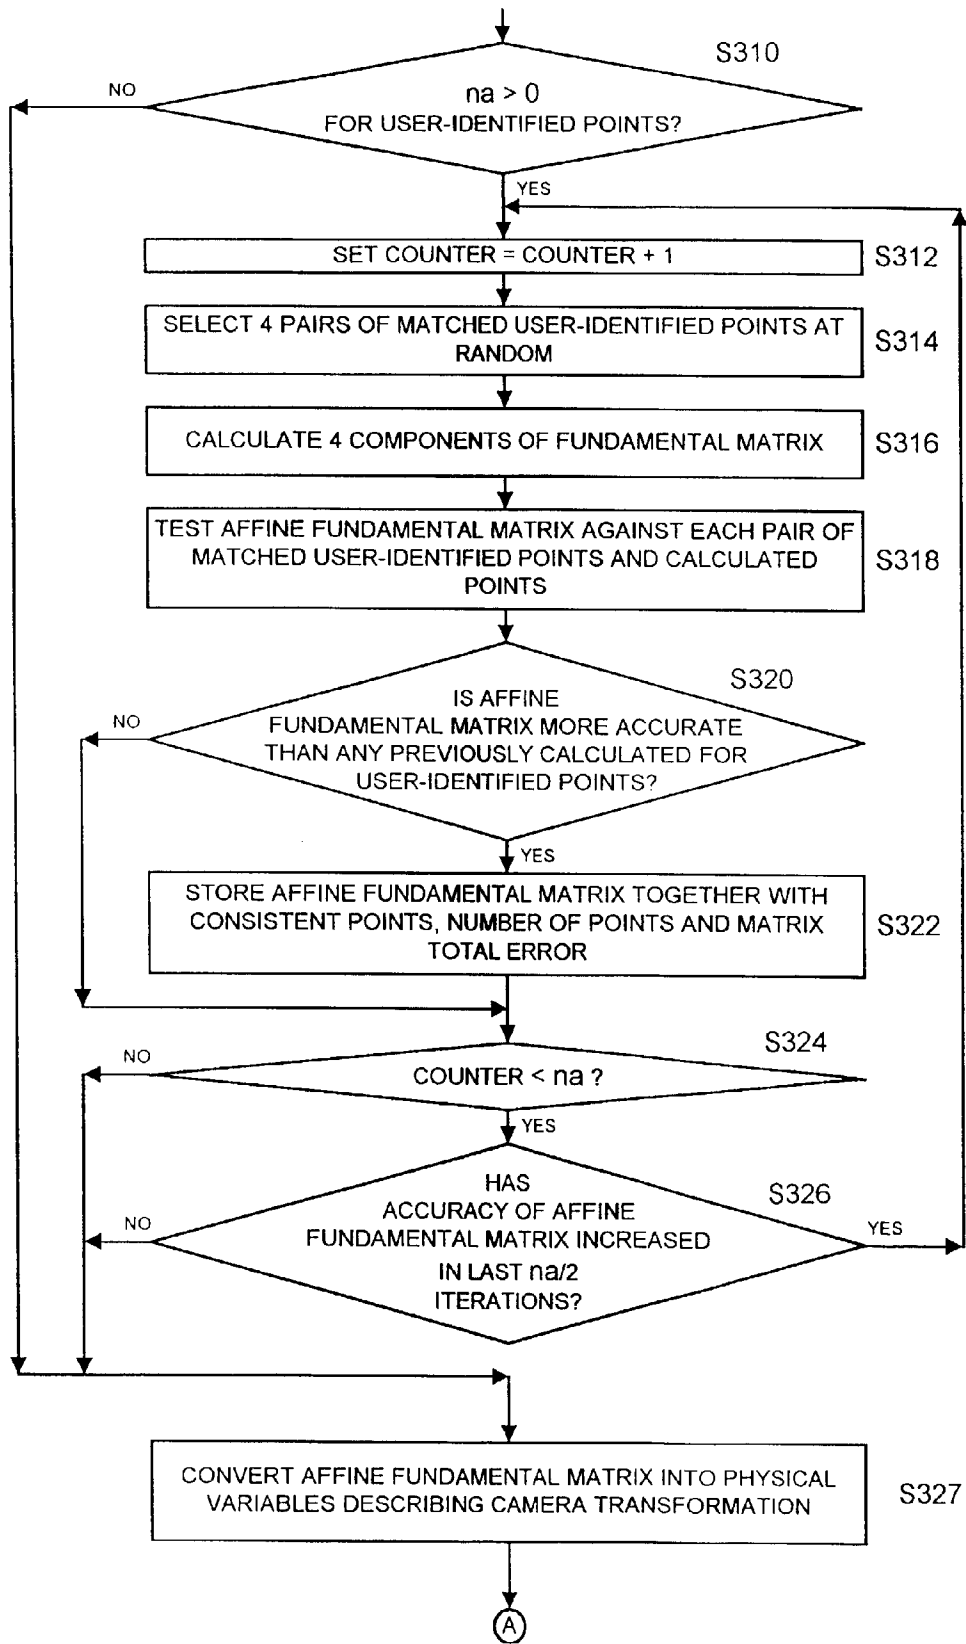 S310
NO
na > 0
FOR USER-IDENTIFIED POINTS?
YES
SET COUNTER = COUNTER + 1
S312
SELECT 4 PAIRS OF MATCHED USER-IDENTIFIED POINTS AT
RANDOM
S314
CALCULATE 4 COMPONENTS OF FUNDAMENTAL MATRIX
S316
TEST AFFINE FUNDAMENTAL MATRIX AGAINST EACH PAIR OF
MATCHED USER-IDENTIFIED POINTS AND CALCULATED
POINTS
S318
S320
NO
IS AFFINE
FUNDAMENTAL MATRIX MORE ACCURATE
THAN ANY PREVIOUSLY CALCULATED FOR
USER-IDENTIFIED POINTS?
YES
STORE AFFINE FUNDAMENTAL MATRIX TOGETHER WITH
CONSISTENT POINTS, NUMBER OF POINTS AND MATRIX
TOTAL ERROR
S322
S324
NO
COUNTER < na ?
YES
S326
HAS
ACCURACY OF AFFINE
FUNDAMENTAL MATRIX INCREASED
IN LAST na/2
ITERATIONS?
NO
YES
CONVERT AFFINE FUNDAMENTAL MATRIX INTO PHYSICAL
VARIABLES DESCRIBING CAMERA TRANSFORMATION
S327
A